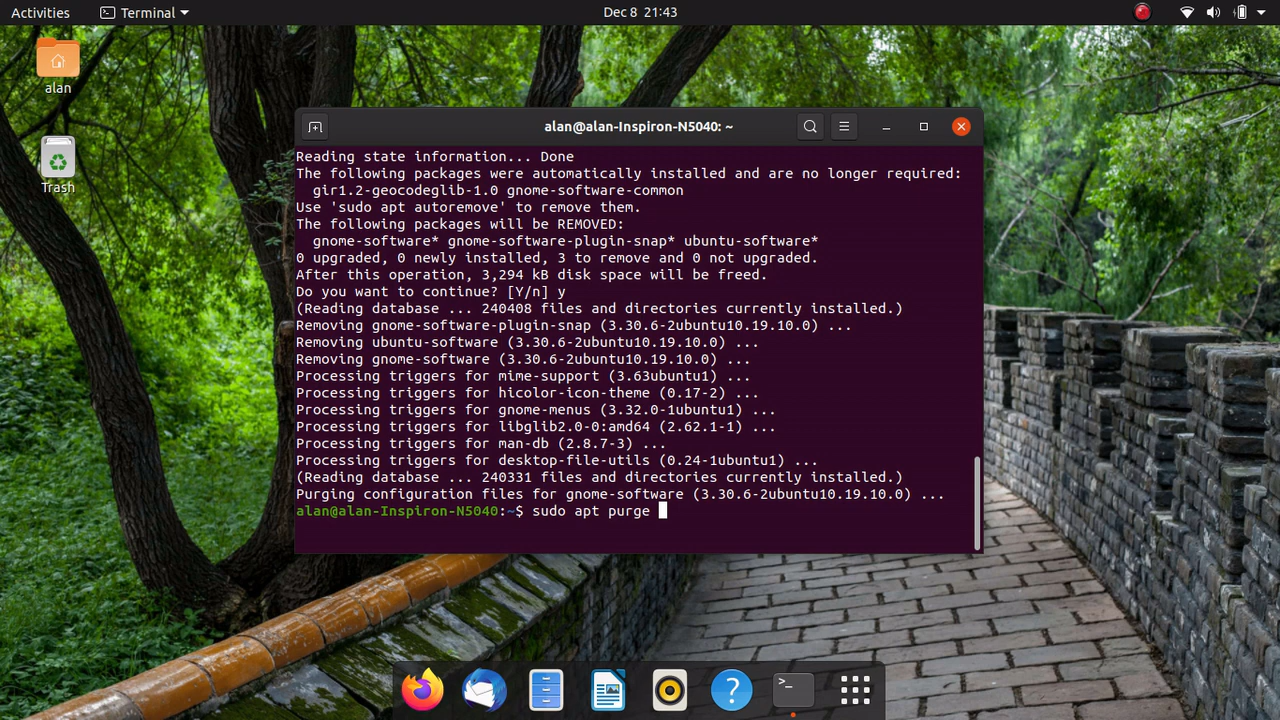 Activities
Terminal
Dec 8 21:43
alan
Trash
alan@alan-Inspiron-N5040: ~
Reading state information... Done
The following packages were automatically installed and are no longer required:
  gir1.2-geocodeglib-1.0 gnome-software-common
Use 'sudo apt autoremove' to remove them.
The following packages will be REMOVED:
  gnome-software* gnome-software-plugin-snap* ubuntu-software*
0 upgraded, 0 newly installed, 3 to remove and 0 not upgraded.
After this operation, 3,294 kB disk space will be freed.
Do you want to continue? [Y/n] y
(Reading database ... 240408 files and directories currently installed.)
Removing gnome-software-plugin-snap (3.30.6-2ubuntu10.19.10.0) ...
Removing ubuntu-software (3.30.6-2ubuntu10.19.10.0) ...
Removing gnome-software (3.30.6-2ubuntu10.19.10.0) ...
Processing triggers for mime-support (3.63ubuntu1) ...
Processing triggers for hicolor-icon-theme (0.17-2) ...
Processing triggers for gnome-menus (3.32.0-1ubuntu1) ...
Processing triggers for libglib2.0-0:amd64 (2.62.1-1) ...
Processing triggers for man-db (2.8.7-3) ...
Processing triggers for desktop-file-utils (0.24-1ubuntu1) ...
(Reading database ... 240331 files and directories currently installed.)
Purging configuration files for gnome-software (3.30.6-2ubuntu10.19.10.0) ...
alan@alan-Inspiron-N5040:~$ sudo apt purge